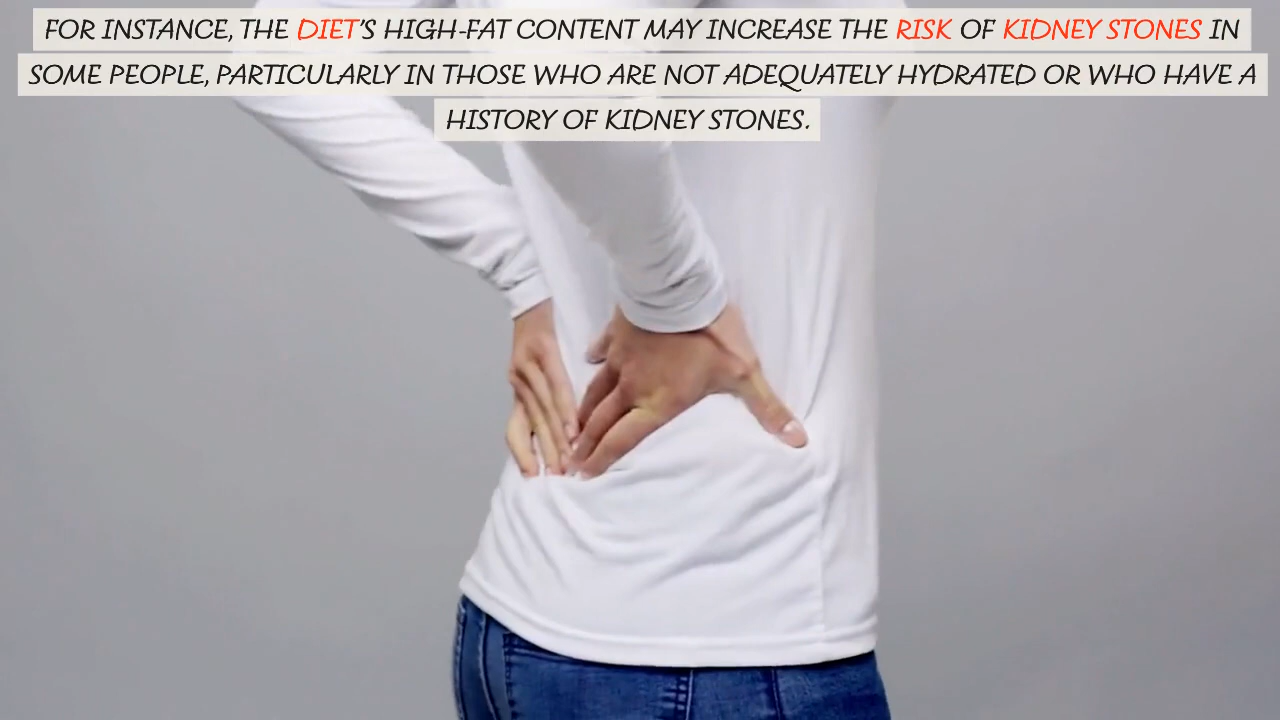 FOR INSTANCE, THE DIET'S HIGH-FAT CONTENT MAY INCREASE THE RISK OF KIDNEY STONES IN
SOME PEOPLE, PARTICULARLY IN THOSE WHO ARE NOT ADEQUATELY HYDRATED OR WHO HAVE A
HISTORY OF KIDNEY STONES.